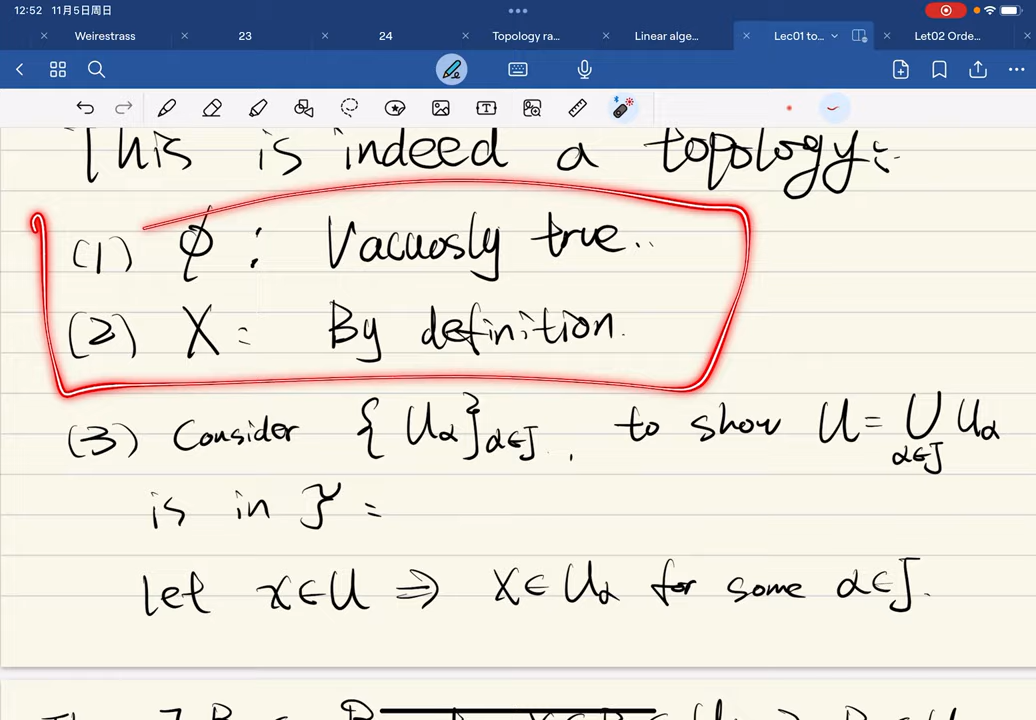 12:52 11月5日周日
Weirestrass
23
24
Topology ra...
Linear alge...
Lec01 to...
Let02 Orde...
This is indeed a topology:
(1) ϕ : Vacuosly true..
(2) X : By definition.
(3) Consider {Uα}α∈J., to show U = ∪α∈J Uα
is in 𝒯 :
let x∈U ⇒ x∈Uα for some α∈J.